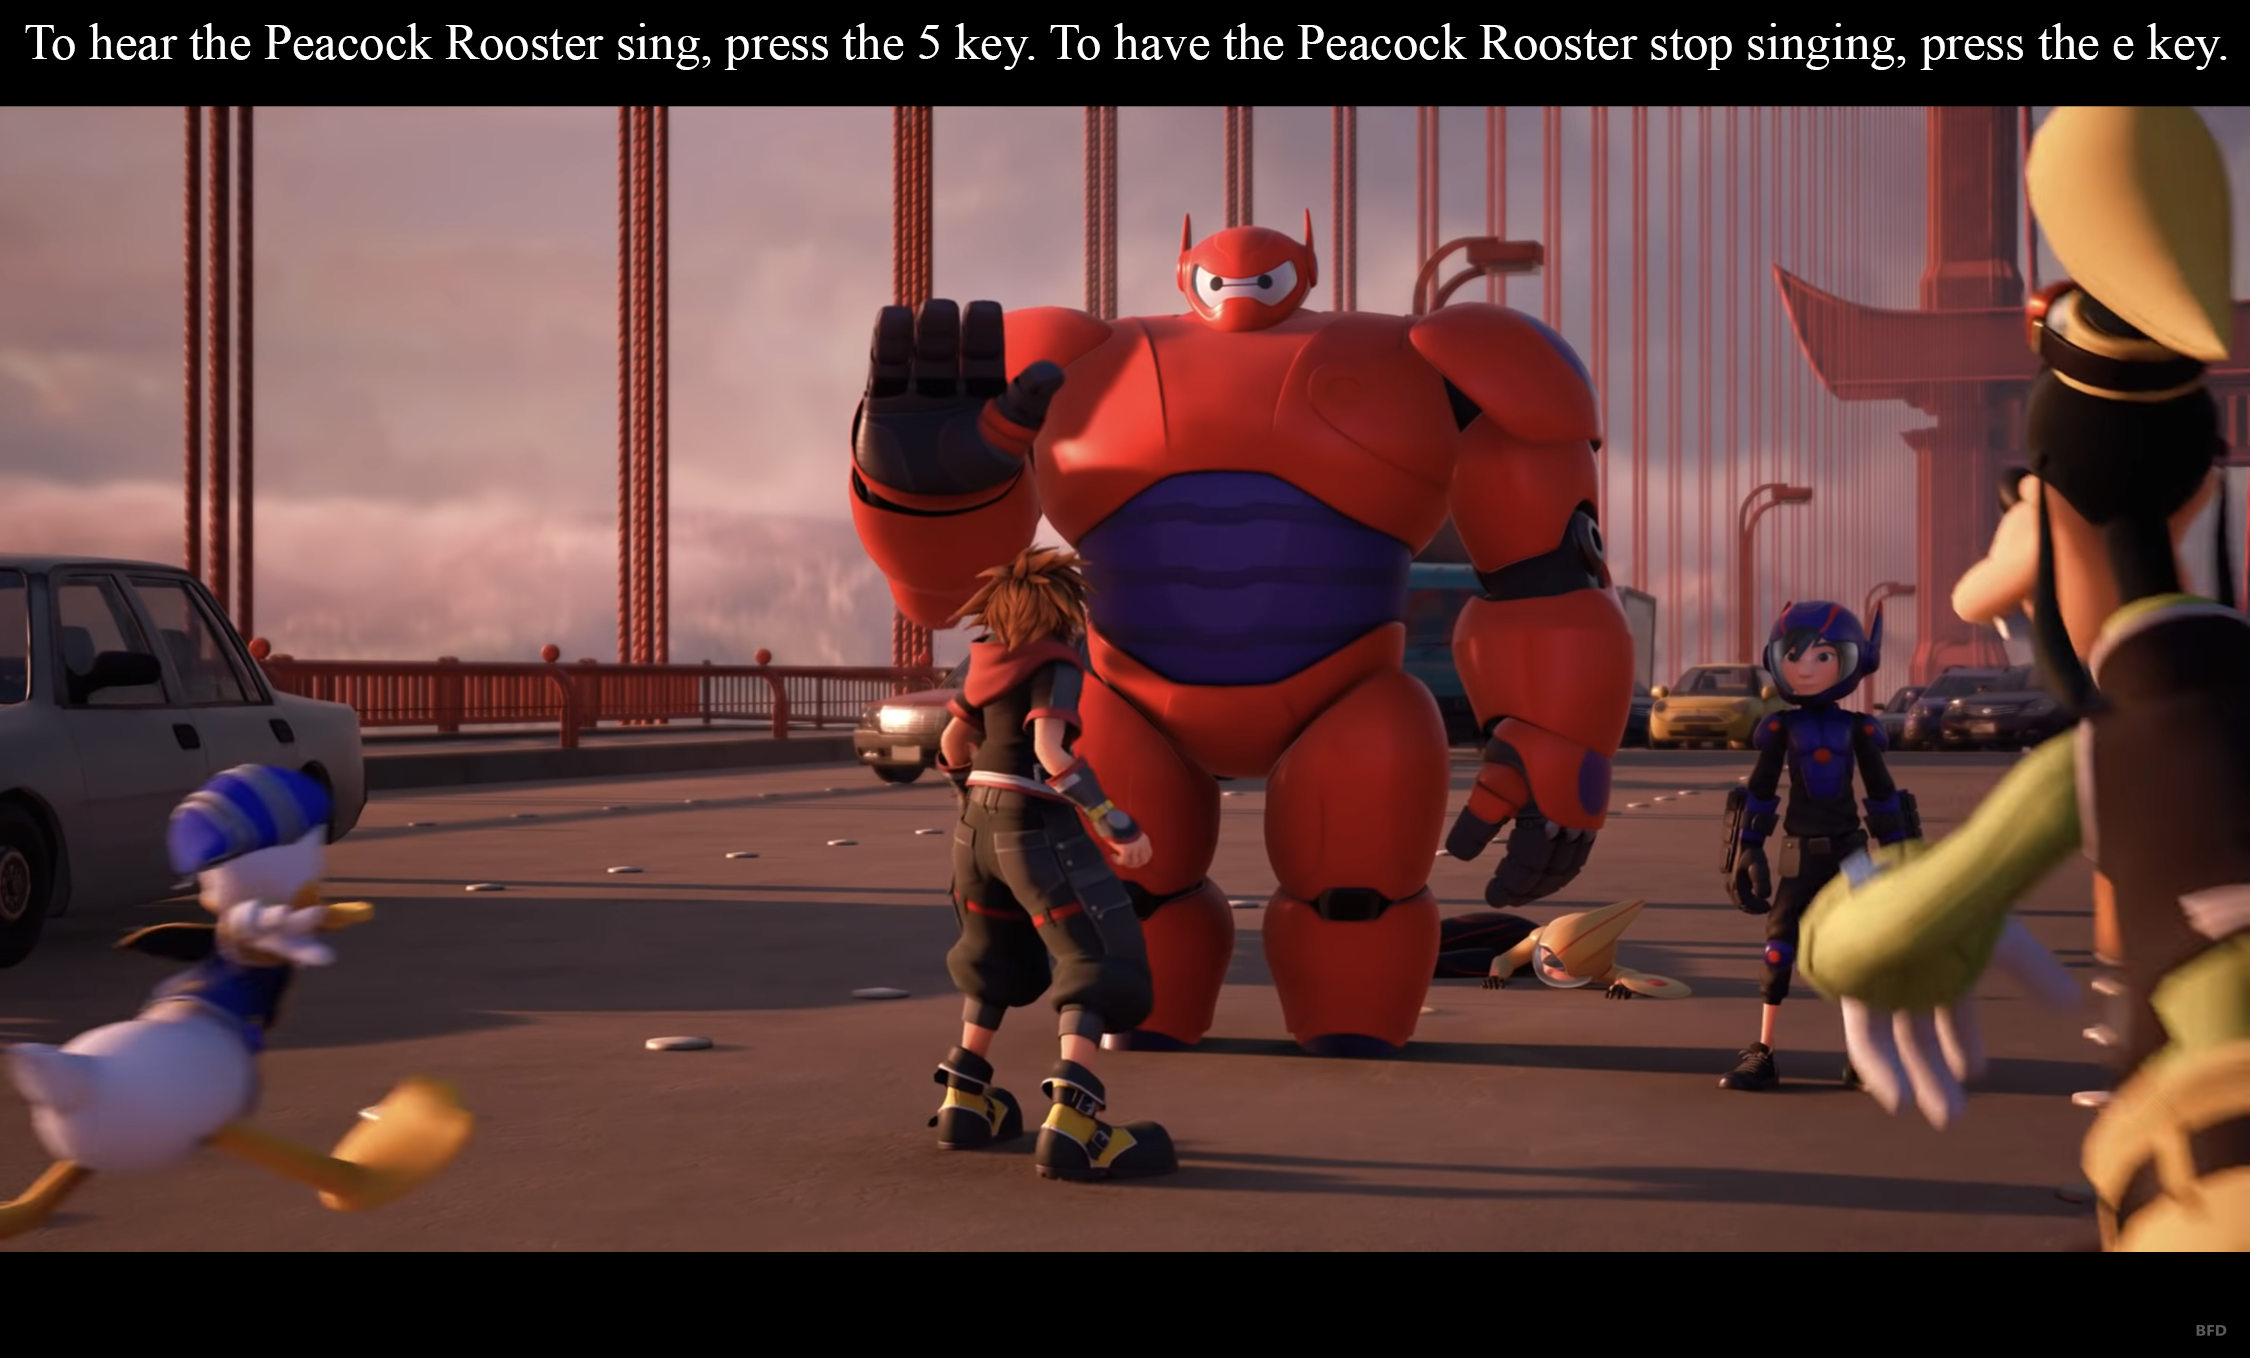 To hear the Peacock Rooster sing, press the 5 key. To have the Peacock Rooster stop singing, press the e key.
BFD